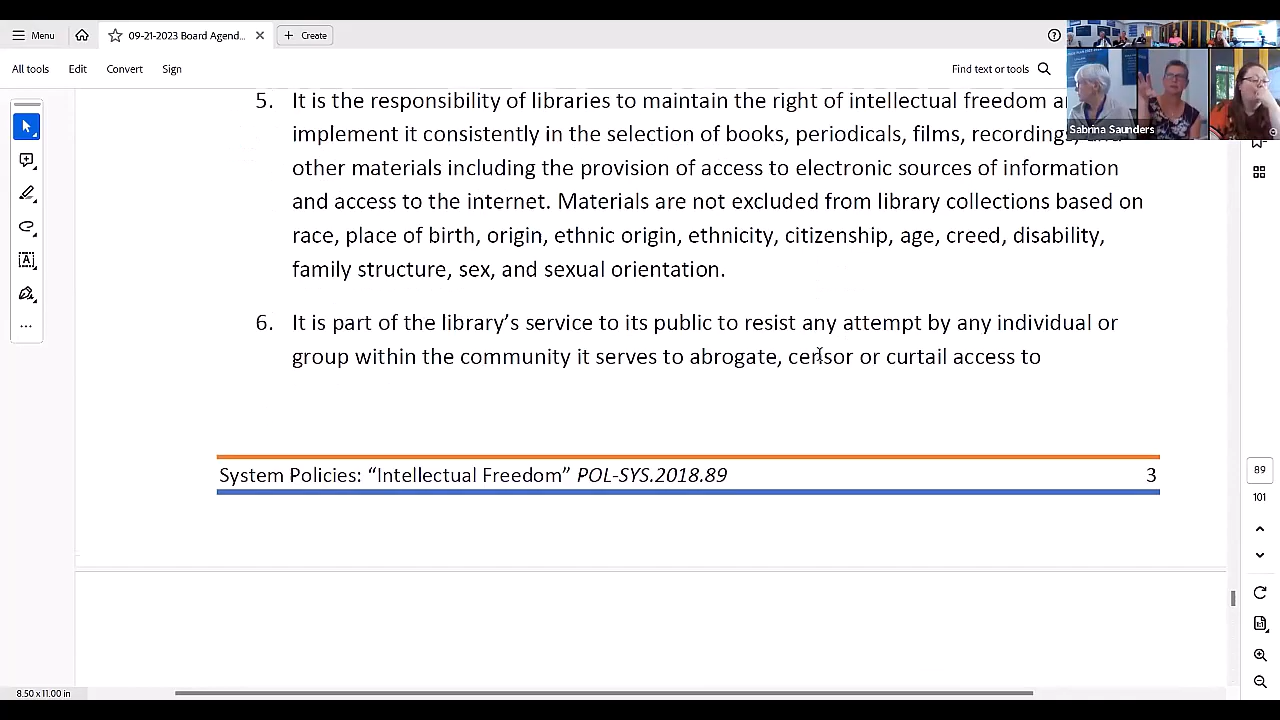 Menu
09-21-2023 Board Agend...
Create
All tools
Edit
Convert
Sign
Find text or tools
5. It is the responsibility of libraries to maintain the right of intellectual freedom
implement it consistently in the selection of books, periodicals, films, recordings,
other materials including the provision of access to electronic sources of information
and access to the internet. Materials are not excluded from library collections based on
race, place of birth, origin, ethnic origin, ethnicity, citizenship, age, creed, disability,
family structure, sex, and sexual orientation.
6. It is part of the library’s service to its public to resist any attempt by any individual or
group within the community it serves to abrogate, censor or curtail access to
System Policies: “Intellectual Freedom” POL-SYS.2018.89 3
Sabrina Saunders
89
101
8.50 x 11.00 in